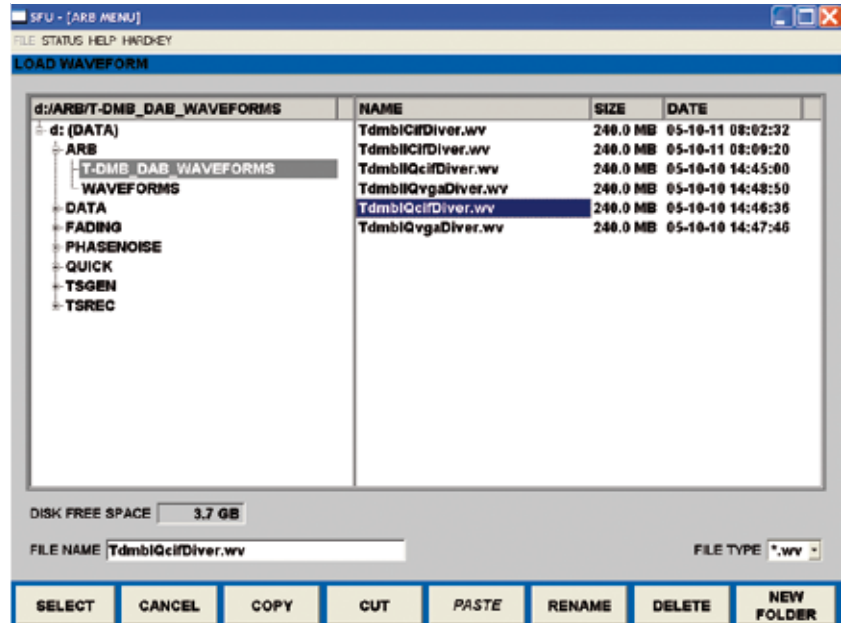 SFU - [ARB MENU]
FILE STATUS HELP HARDKEY
LOAD WAVEFORM
d:/ARB/T-DMB_DAB_WAVEFORMS
d: (DATA)
ARB
T-DMB_DAB_WAVEFORMS
WAVEFORMS
DATA
FADING
PHASENOISE
QUICK
TSGEN
TSREC
NAME SIZE DATE
TdmbICifDiver.wv 240.0 MB 05-10-11 08:02:32
TdmbIICifDiver.wv 240.0 MB 05-10-11 08:09:20
TdmbIIQcifDiver.wv 240.0 MB 05-10-10 14:45:00
TdmbIIQvgaDiver.wv 240.0 MB 05-10-10 14:48:50
TdmbIQcifDiver.wv 240.0 MB 05-10-10 14:46:36
TdmbIQvgaDiver.wv 240.0 MB 05-10-10 14:47:46
DISK FREE SPACE 3.7 GB
FILE NAME TdmbIQcifDiver.wv FILE TYPE *.wv
SELECT CANCEL COPY CUT PASTE RENAME DELETE NEW FOLDER